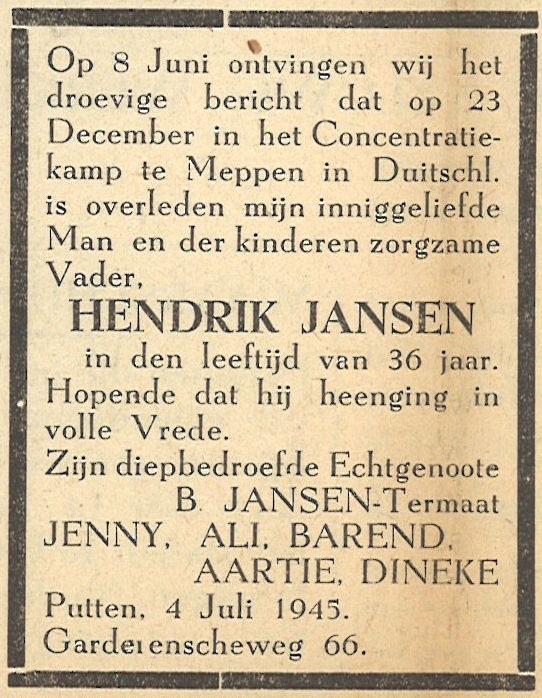 Op 8 Juni ontvingen wij het
droevige bericht dat op 23
December in het Concentratie-
kamp te Meppen in Duitschl.
is overleden mijn inniggeliefde
Man en der kinderen zorgzame
Vader,
HENDRIK JANSEN
in den leeftijd van 36 jaar.
Hopende dat hij heenging in
volle Vrede.
Zijn diepbedroefde Echtgenoote
B. JANSEN-Termaat
JENNY, ALI, BAREND,
AARTIE, DINEKE
Putten, 4 Juli 1945.
Garderenscheweg 66.